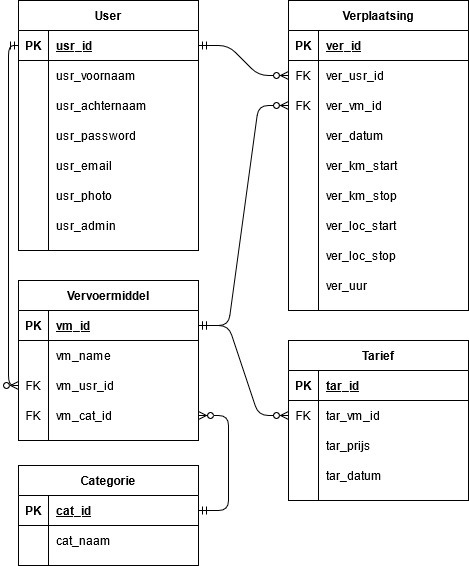 User
PK usr_id
usr_voornaam
usr_achternaam
usr_password
usr_email
usr_photo
usr_admin
Vervoermiddel
PK vm_id
vm_name
FK vm_usr_id
FK vm_cat_id
Categorie
PK cat_id
cat_naam
Verplaatsing
PK ver_id
FK ver_usr_id
FK ver_vm_id
ver_datum
ver_km_start
ver_km_stop
ver_loc_start
ver_loc_stop
ver_uur
Tarief
PK tar_id
FK tar_vm_id
tar_prijs
tar_datum